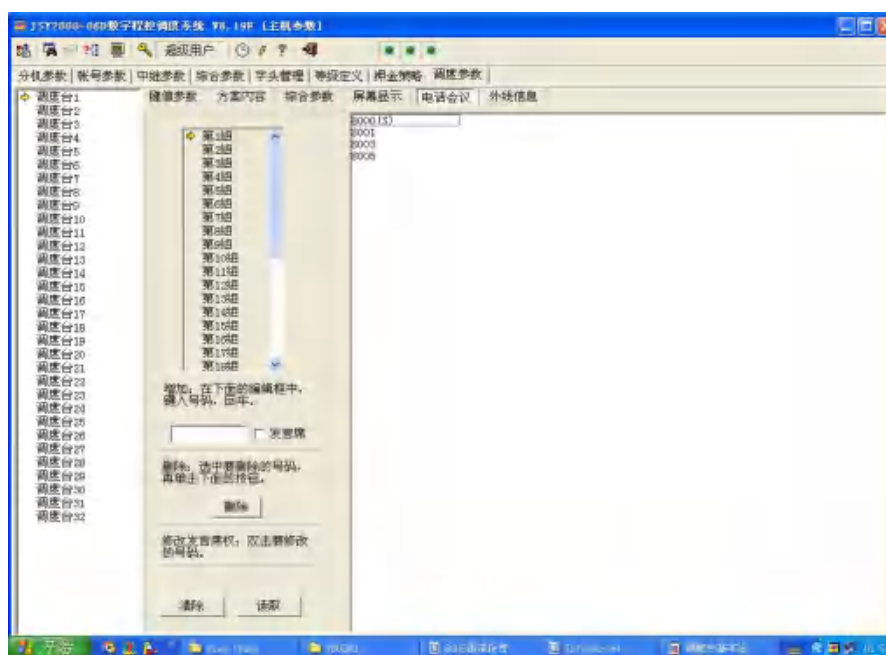 JSY2000-06D数字程控调度系统 V8.19F (主机参数)
超级用户
分机参数 帐号参数 中继参数 综合参数 字头管理 等级定义 押金策略 调度参数
键值参数 方案内容 综合参数 屏幕显示 电话会议 外线信息
调度台1
调度台2
调度台3
调度台4
调度台5
调度台6
调度台7
调度台8
调度台9
调度台10
调度台11
调度台12
调度台13
调度台14
调度台15
调度台16
调度台17
调度台18
调度台19
调度台20
调度台21
调度台22
调度台23
调度台24
调度台25
调度台26
调度台27
调度台28
调度台29
调度台30
调度台31
调度台32
第1组
第2组
第3组
第4组
第5组
第6组
第7组
第8组
第9组
第10组
第11组
第12组
第13组
第14组
第15组
第16组
第17组
第18组
增加:在下面的编辑框中,
键入号码,回车。
发言席
删除:选中要删除的号码,
再单击下面的按钮。
删除
修改发言席权:双击要修改
的号码。
清除 读取
8000(S)
8001
8003
开始